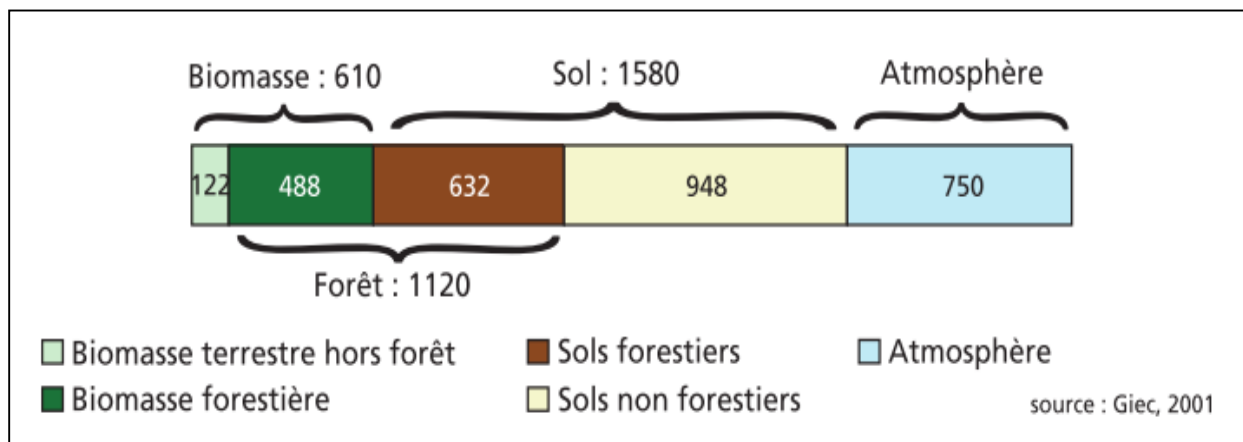 Biomasse : 610 Sol : 1580 Atmosphère
122 488 632 948 750
Forêt : 1120
Biomasse terrestre hors forêt Sols forestiers Atmosphère
Biomasse forestière Sols non forestiers source : Giec, 2001